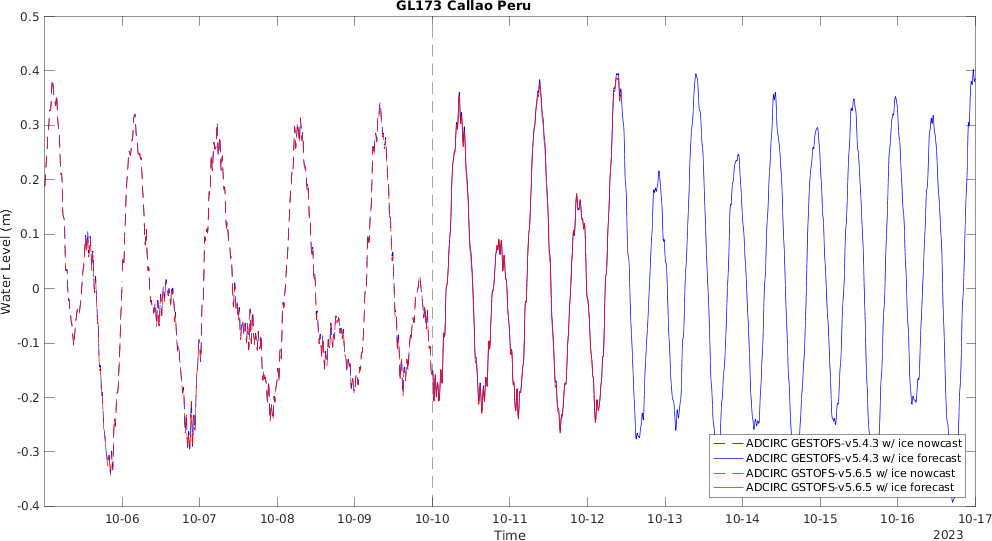 GL173 Callao Peru
0.5
0.4
0.3
0.2
0.1
0
-0.1
-0.2
-0.3
-0.4
Water Level (m)
ADCIRC GESTOFS-v5.4.3 w/ ice nowcast
ADCIRC GESTOFS-v5.4.3 w/ ice forecast
ADCIRC GSTOFS-v5.6.5 w/ ice nowcast
ADCIRC GSTOFS-v5.6.5 w/ ice forecast
10-06 10-07 10-08 10-09 10-10 10-11 10-12 10-13 10-14 10-15 10-16 10-17
Time
2023